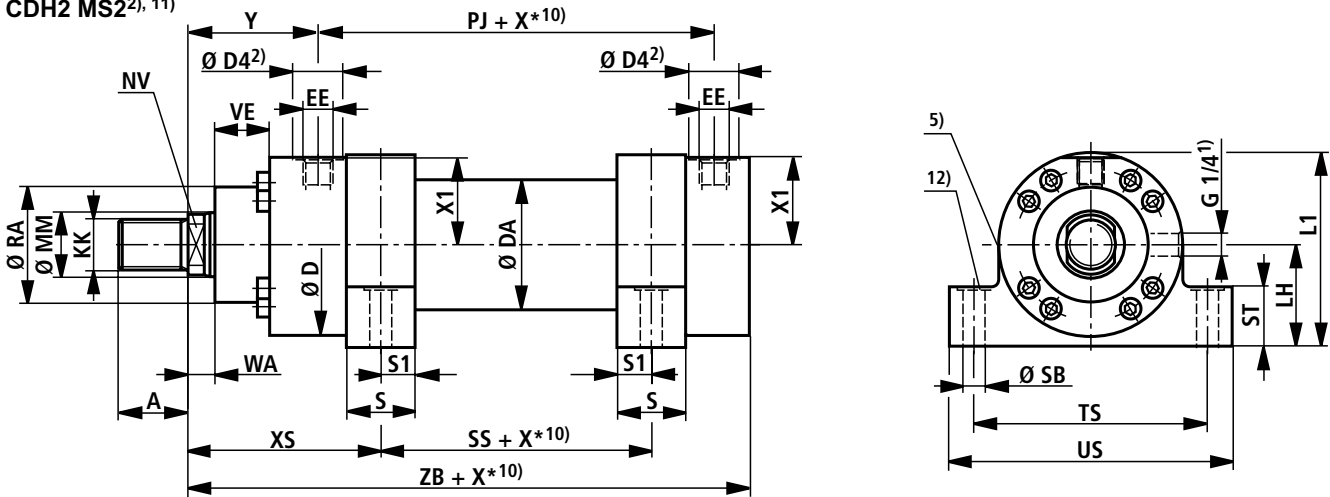 CDH2 MS2²⁾, ¹¹⁾
Y
PJ + X*¹⁰⁾
Ø D4²⁾
Ø D4²⁾
NV
EE
EE
VE
5)
12)
G 1/4¹⁾
X1
X1
L1
Ø RA
Ø MM
KK
Ø DA
Ø D
LH
ST
WA
S1
S1
Ø SB
A
S
S
TS
XS
SS + X*¹⁰⁾
US
ZB + X*¹⁰⁾